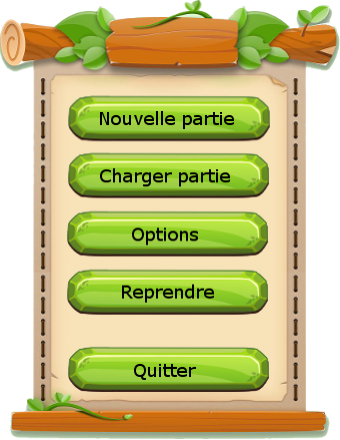 Nouvelle partie
Charger partie
Options
Reprendre
Quitter